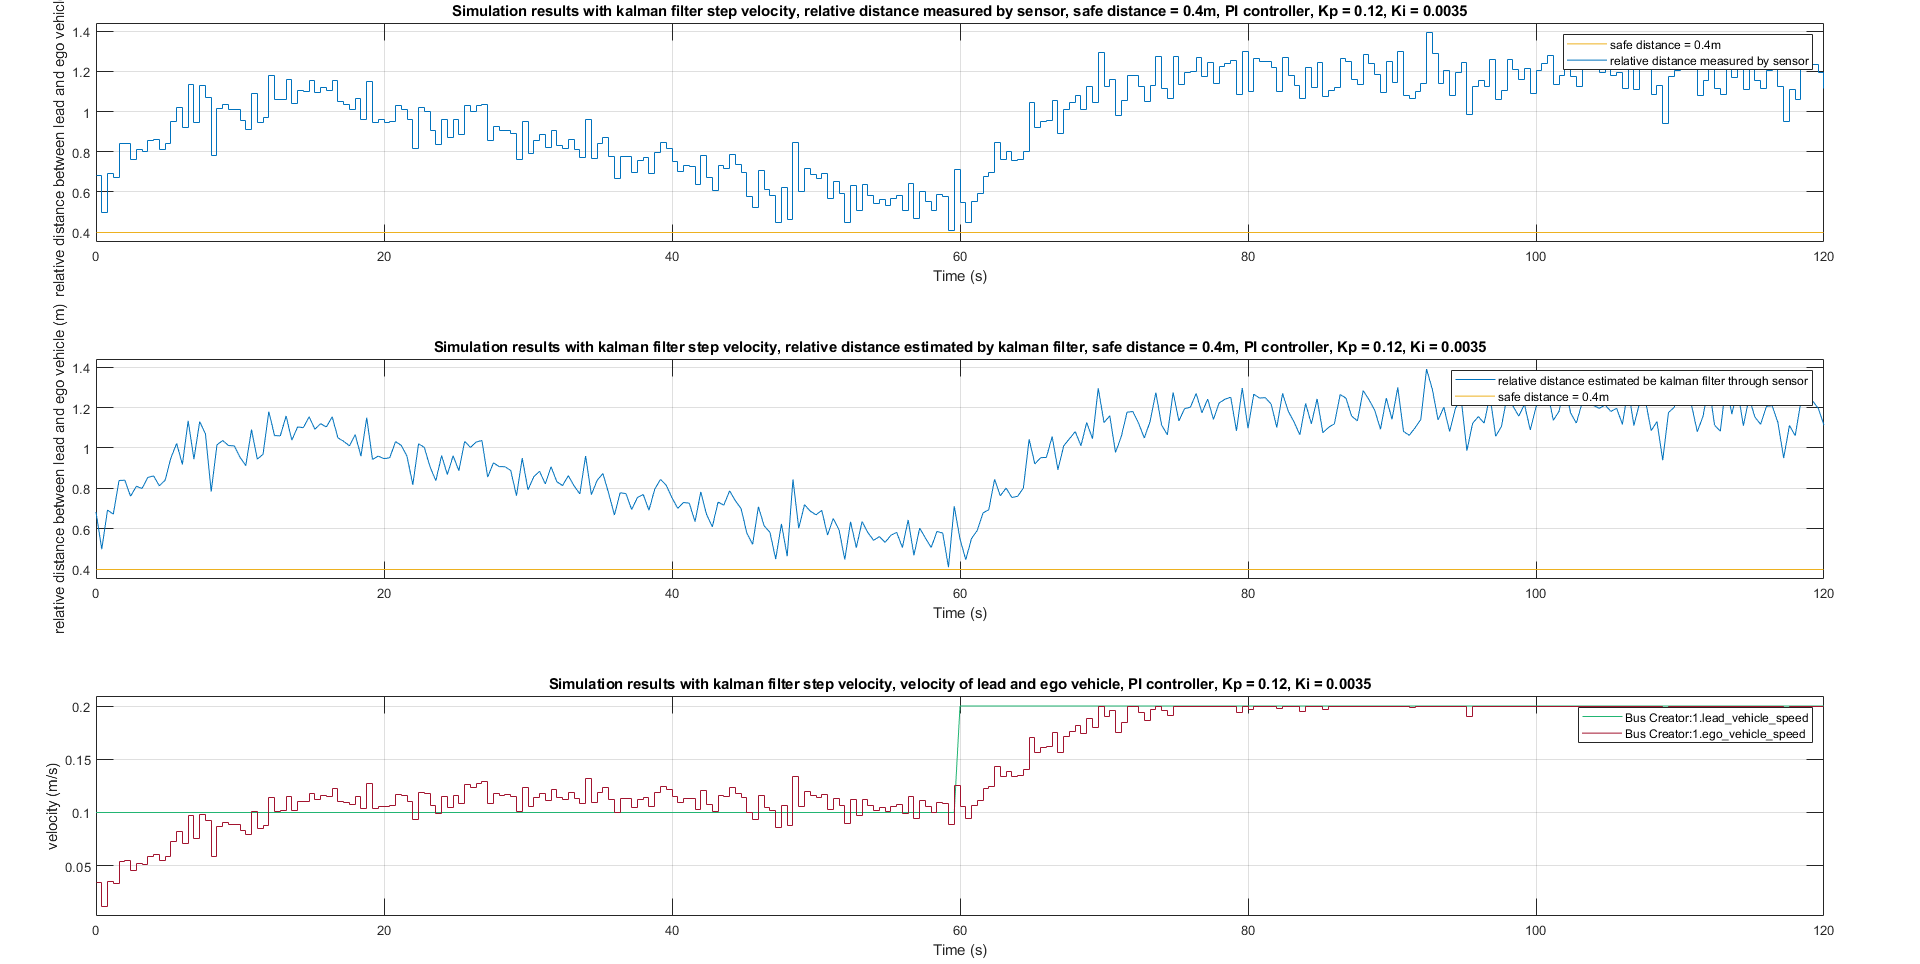 Simulation results with kalman filter step velocity, relative distance measured by sensor, safe distance = 0.4m, PI controller, Kp = 0.12, Ki = 0.0035
relative distance between lead and ego vehicl
1.4
1.2
1
0.8
0.6
0.4
safe distance = 0.4m
relative distance measured by sensor
0 20 40 60 80 100 120
Time (s)
Simulation results with kalman filter step velocity, relative distance estimated by kalman filter, safe distance = 0.4m, PI controller, Kp = 0.12, Ki = 0.0035
relative distance between lead and ego vehicle (m)
1.4
1.2
1
0.8
0.6
0.4
relative distance estimated be kalman filter through sensor
safe distance = 0.4m
0 20 40 60 80 100 120
Time (s)
Simulation results with kalman filter step velocity, velocity of lead and ego vehicle, PI controller, Kp = 0.12, Ki = 0.0035
velocity (m/s)
0.2
0.15
0.1
0.05
Bus Creator:1.lead_vehicle_speed
Bus Creator:1.ego_vehicle_speed
0 20 40 60 80 100 120
Time (s)